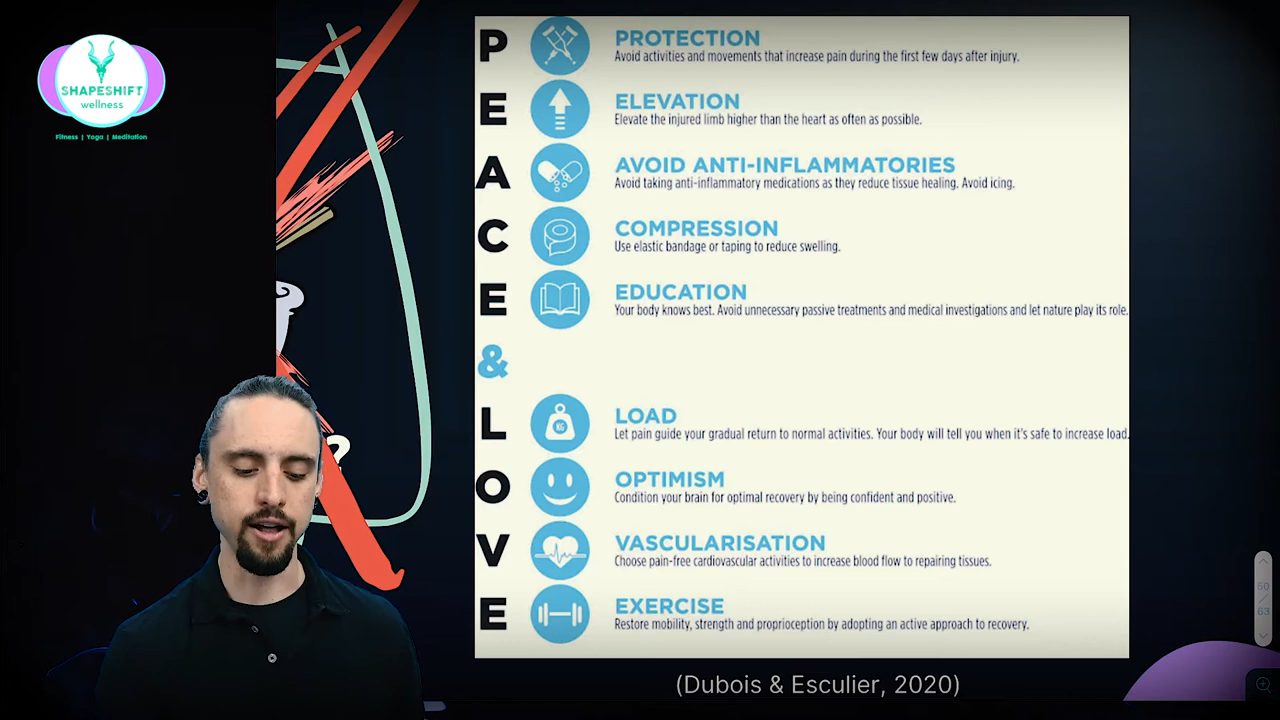 SHAPESHIFT
wellness
Fitness | Yoga | Meditation
P
PROTECTION
Avoid activities and movements that increase pain during the first few days after injury.
E
ELEVATION
Elevate the injured limb higher than the heart as often as possible.
A
AVOID ANTI-INFLAMMATORIES
Avoid taking anti-inflammatory medications as they reduce tissue healing. Avoid icing.
C
COMPRESSION
Use elastic bandage or taping to reduce swelling.
E
EDUCATION
Your body knows best. Avoid unnecessary passive treatments and medical investigations and let nature play its role.
&
L
KG
LOAD
Let pain guide your gradual return to normal activities. Your body will tell you when it's safe to increase load.
O
OPTIMISM
Condition your brain for optimal recovery by being confident and positive.
V
VASCULARISATION
Choose pain-free cardiovascular activities to increase blood flow to repairing tissues.
E
EXERCISE
Restore mobility, strength and proprioception by adopting an active approach to recovery.
?
50
/
63
(Dubois & Esculier, 2020)